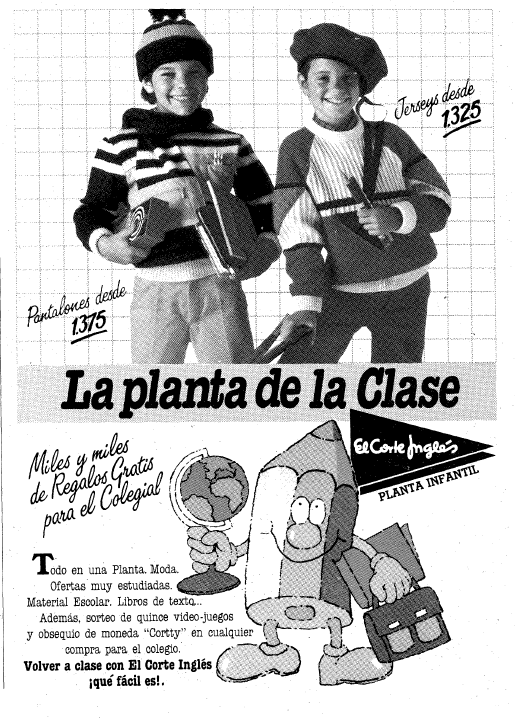 Jerseys desde
1.325
Pantalones desde
1.375
La planta de la Clase
El Corte Inglés
PLANTA INFANTIL
Miles y miles
de Regalos Gratis
para el Colegial
Todo en una Planta. Moda.
Ofertas muy estudiadas.
Material Escolar. Libros de texto...
Además, sorteo de quince video-juegos
y obsequio de moneda “Cortty” en cualquier
compra para el colegio.
Volver a clase con El Corte Inglés
¡qué fácil es!.